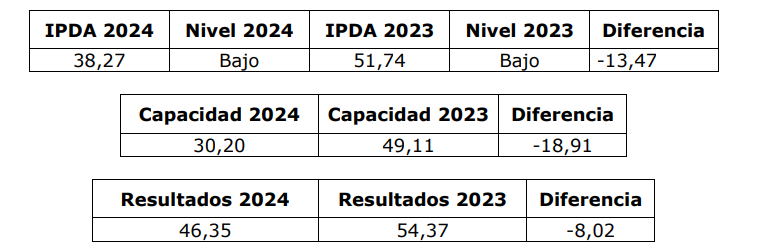 IPDA 2024 Nivel 2024 IPDA 2023 Nivel 2023 Diferencia
38,27 Bajo 51,74 Bajo -13,47
Capacidad 2024 Capacidad 2023 Diferencia
30,20 49,11 -18,91
Resultados 2024 Resultados 2023 Diferencia
46,35 54,37 -8,02